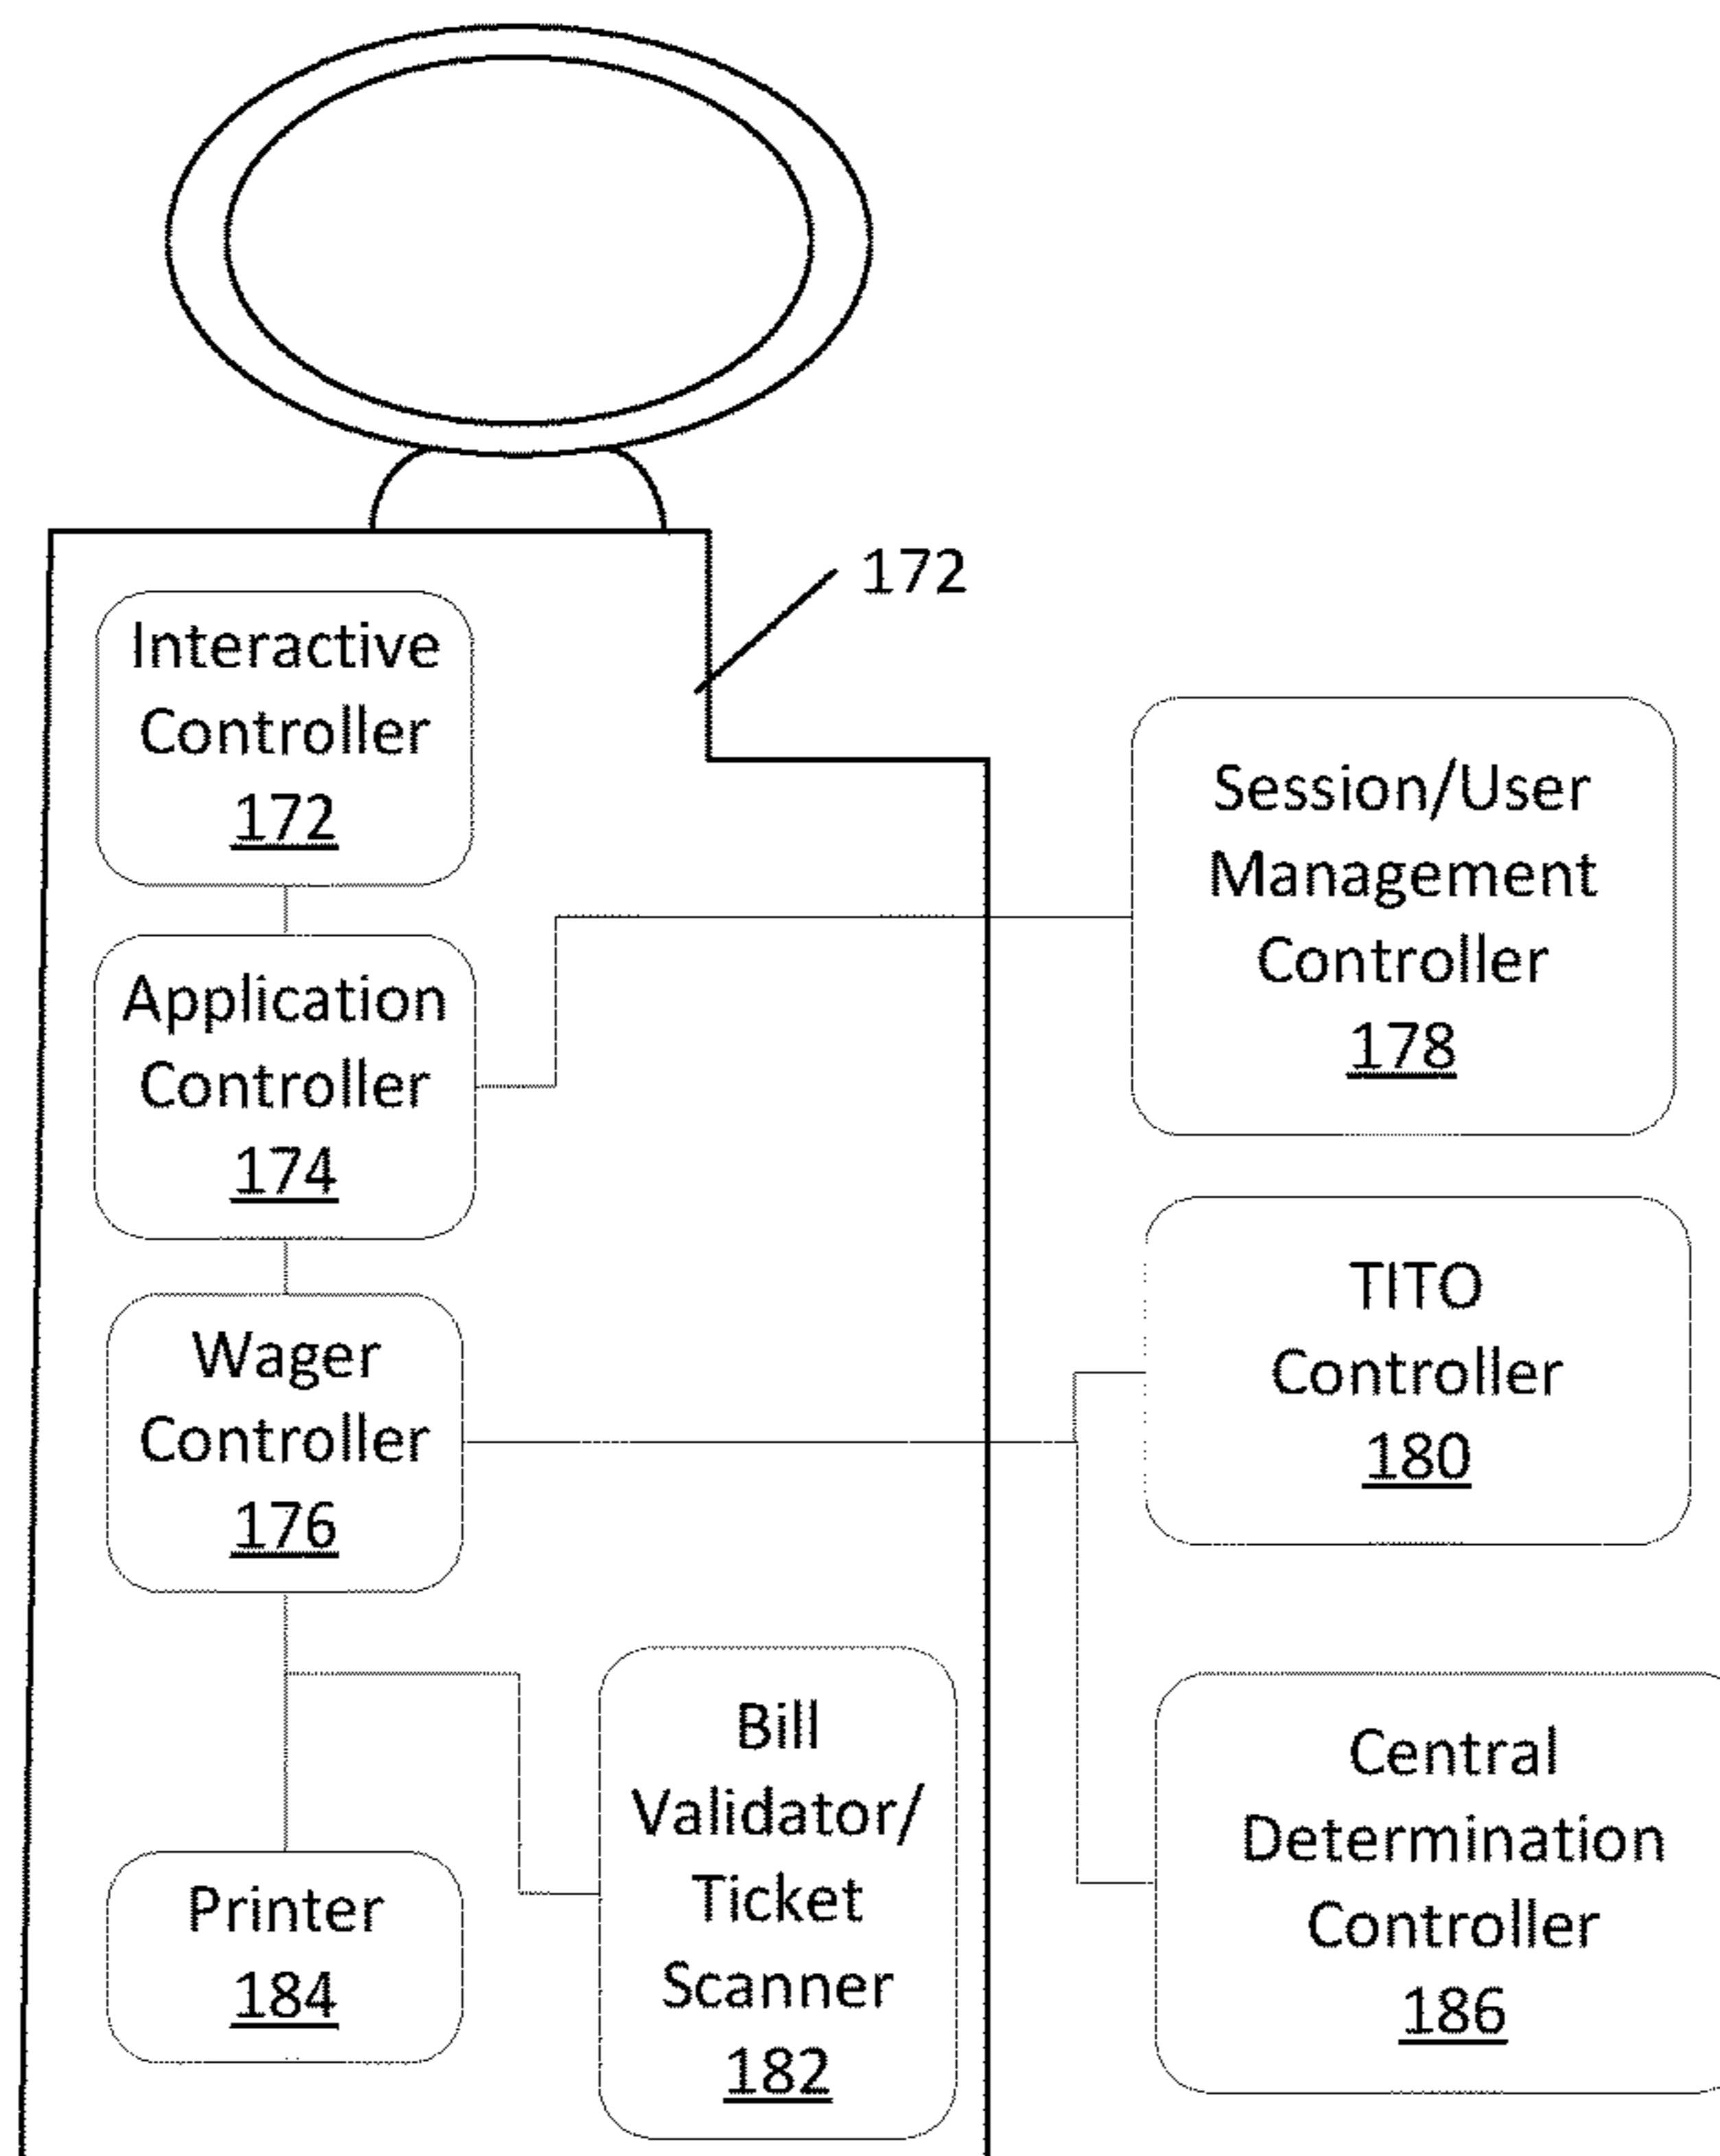 172
Interactive
Controller
172
Application
Controller
174
Wager
Controller
176
Printer
184
Bill
Validator/
Ticket
Scanner
182
Session/User
Management
Controller
178
TITO
Controller
180
Central
Determination
Controller
186